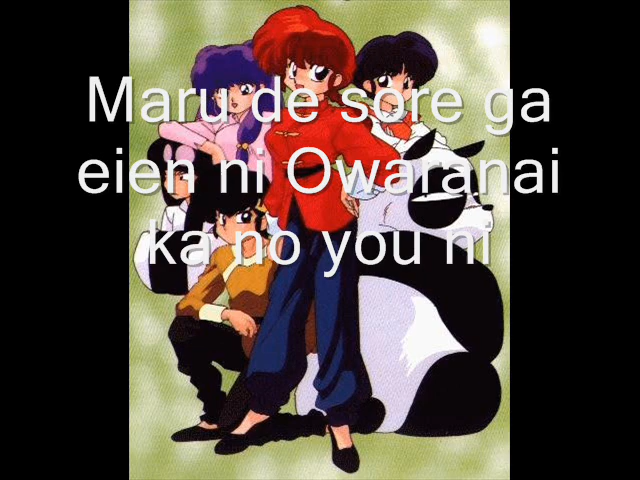 Maru de sore ga
eien ni Owaranai
ka no you ni